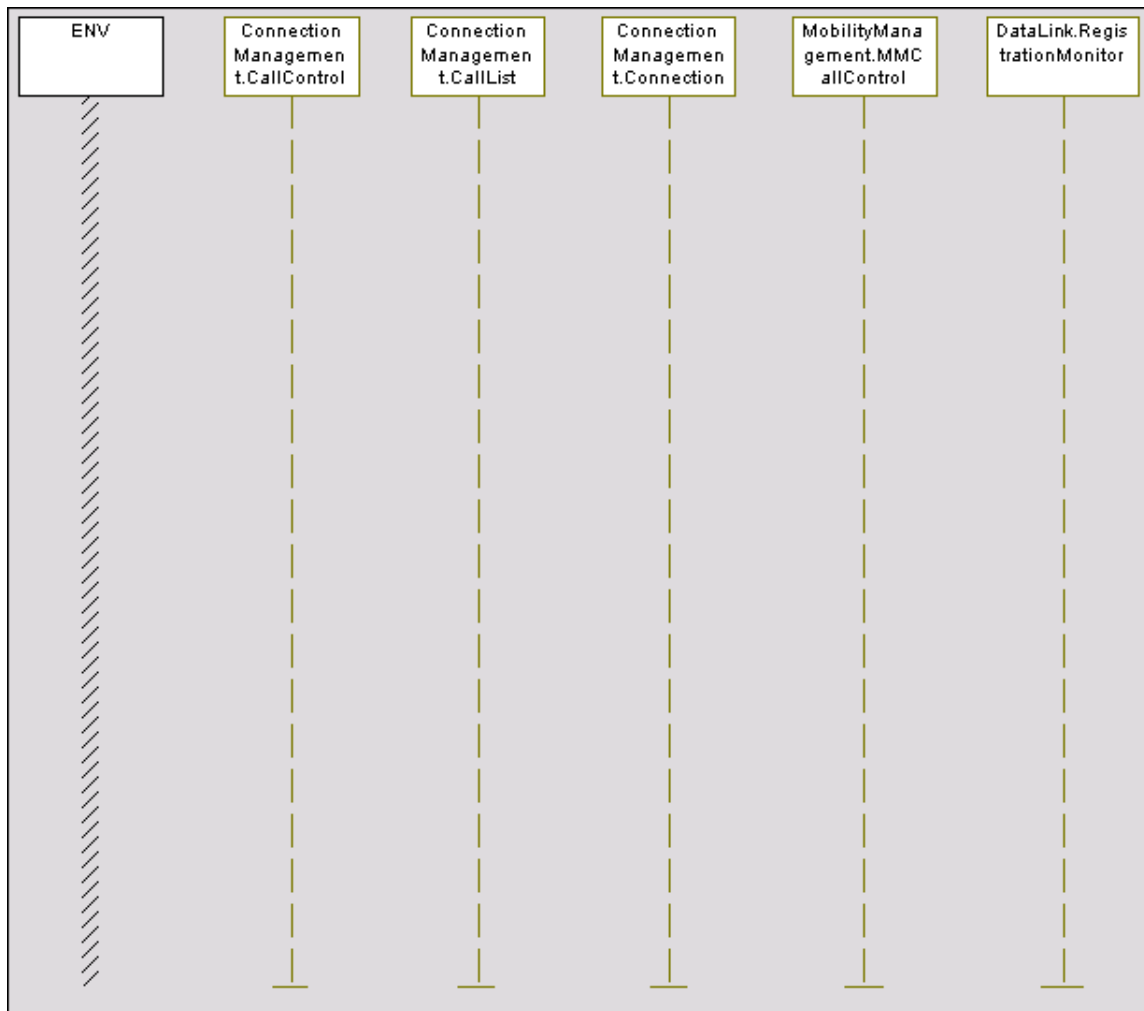 ENV
Connection
Managemen
t.CallControl
Connection
Managemen
t.CallList
Connection
Managemen
t.Connection
MobilityMana
gement.MMC
allControl
DataLink.Regis
trationMonitor